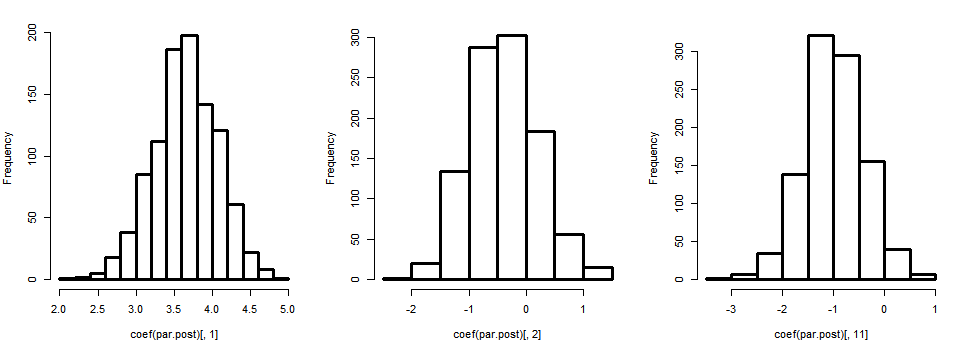 200
150
100
50
0
Frequency
2.0 2.5 3.0 3.5 4.0 4.5 5.0
coef(par.post)[, 1]
300
250
200
150
100
50
0
Frequency
-2 -1 0 1
coef(par.post)[, 2]
300
250
200
150
100
50
0
Frequency
-3 -2 -1 0 1
coef(par.post)[, 11]